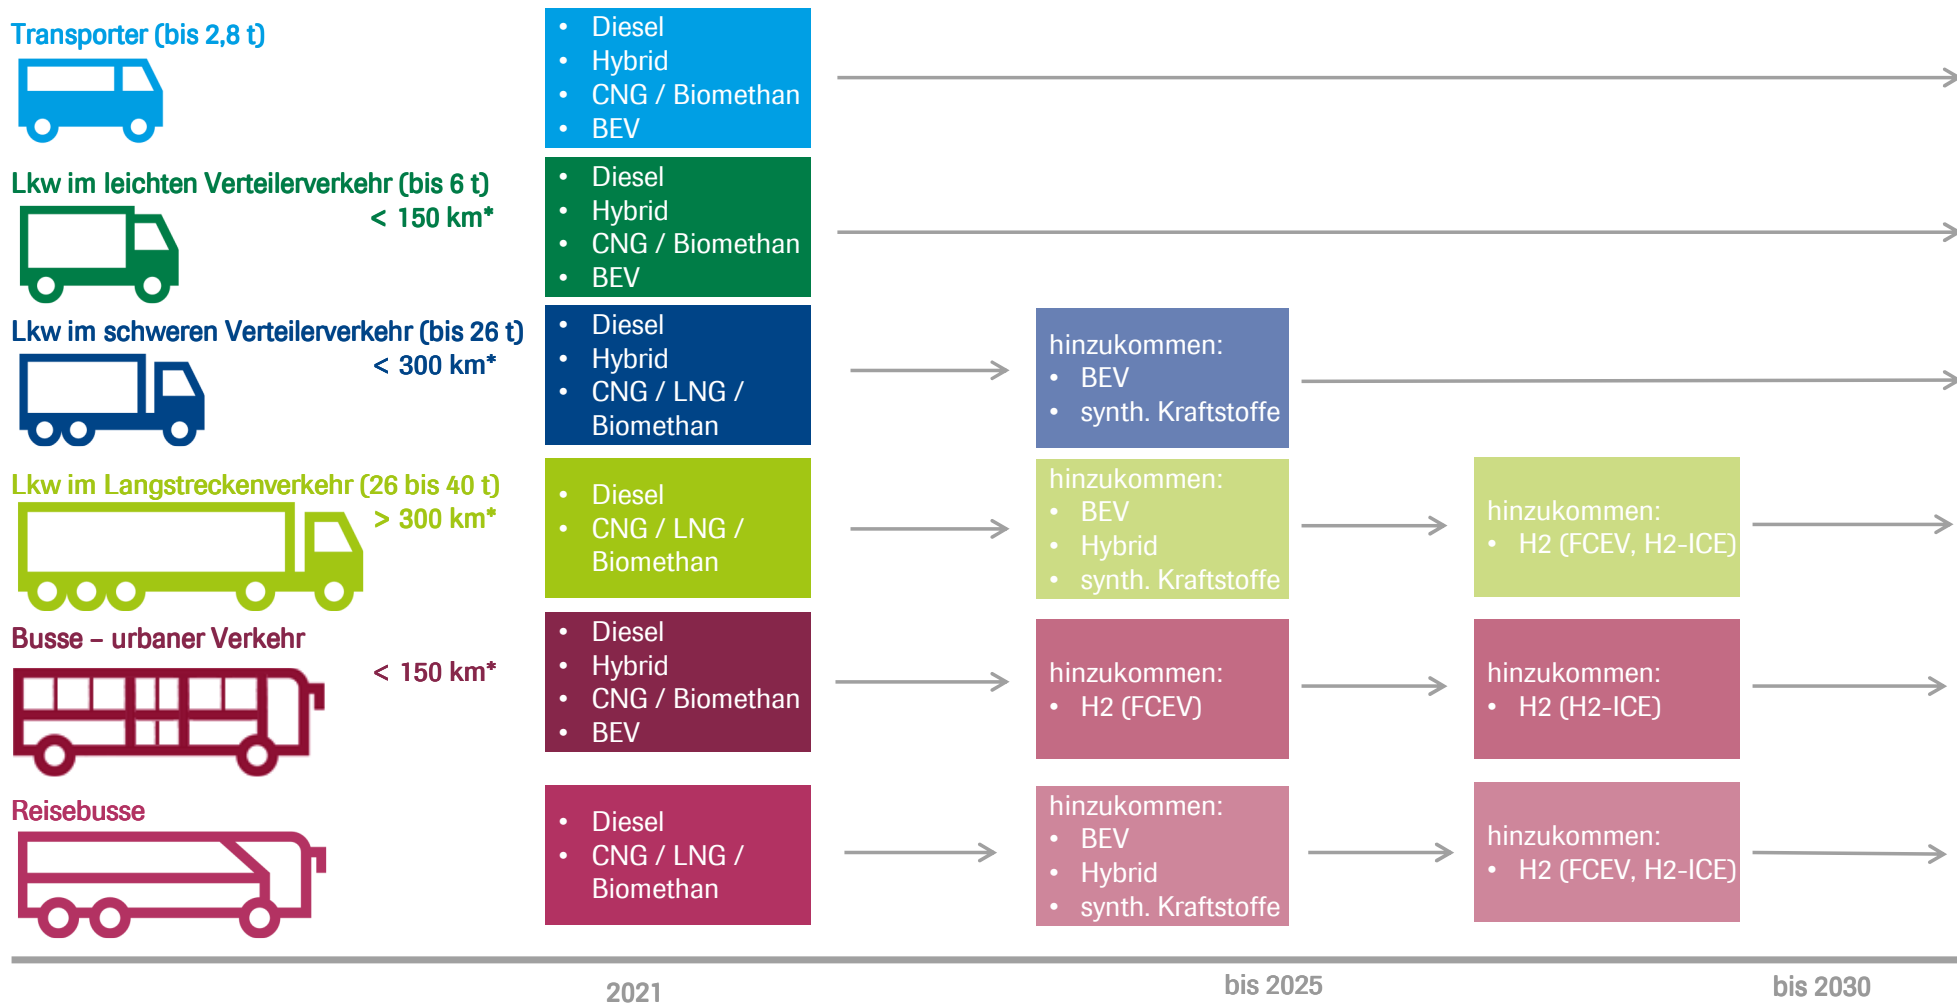 Transporter (bis 2,8 t)
• Diesel
• Hybrid
• CNG / Biomethan
• BEV
Lkw im leichten Verteilerverkehr (bis 6 t)
< 150 km*
• Diesel
• Hybrid
• CNG / Biomethan
• BEV
Lkw im schweren Verteilerverkehr (bis 26 t)
< 300 km*
• Diesel
• Hybrid
• CNG / LNG /
Biomethan
hinzukommen:
• BEV
• synth. Kraftstoffe
Lkw im Langstreckenverkehr (26 bis 40 t)
> 300 km*
• Diesel
• CNG / LNG /
Biomethan
hinzukommen:
• BEV
• Hybrid
• synth. Kraftstoffe
hinzukommen:
• H2 (FCEV, H2-ICE)
Busse – urbaner Verkehr
< 150 km*
• Diesel
• Hybrid
• CNG / Biomethan
• BEV
hinzukommen:
• H2 (FCEV)
hinzukommen:
• H2 (H2-ICE)
Reisebusse
• Diesel
• CNG / LNG /
Biomethan
hinzukommen:
• BEV
• Hybrid
• synth. Kraftstoffe
hinzukommen:
• H2 (FCEV, H2-ICE)
2021
bis 2025
bis 2030